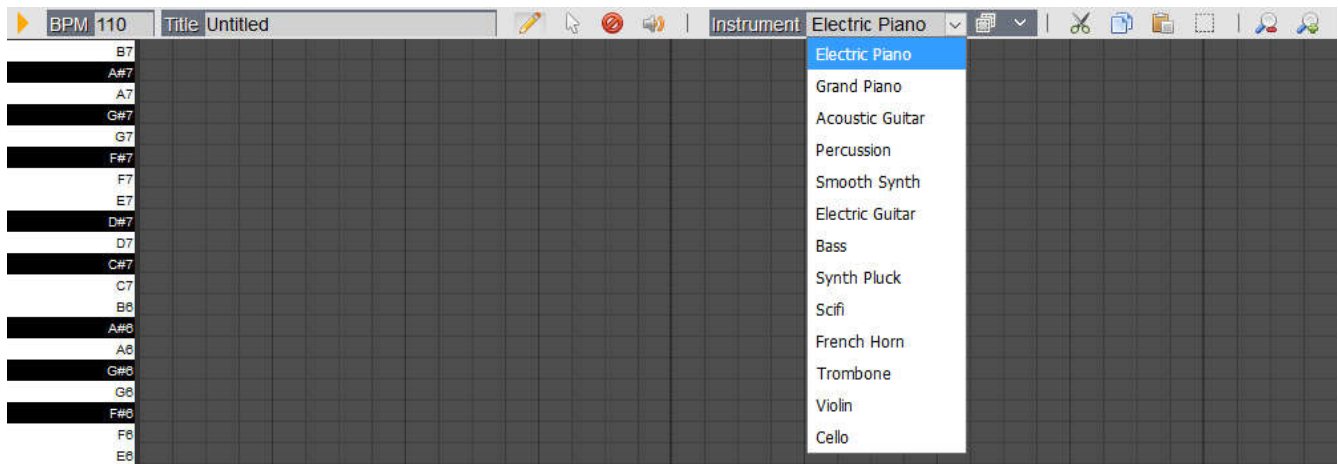 BPM 110 Title Untitled Instrument Electric Piano
B7
A#7
A7
G#7
G7
F#7
F7
E7
D#7
D7
C#7
C7
B6
A#6
A6
G#6
G6
F#6
F6
E6
Electric Piano
Grand Piano
Acoustic Guitar
Percussion
Smooth Synth
Electric Guitar
Bass
Synth Pluck
Scifi
French Horn
Trombone
Violin
Cello